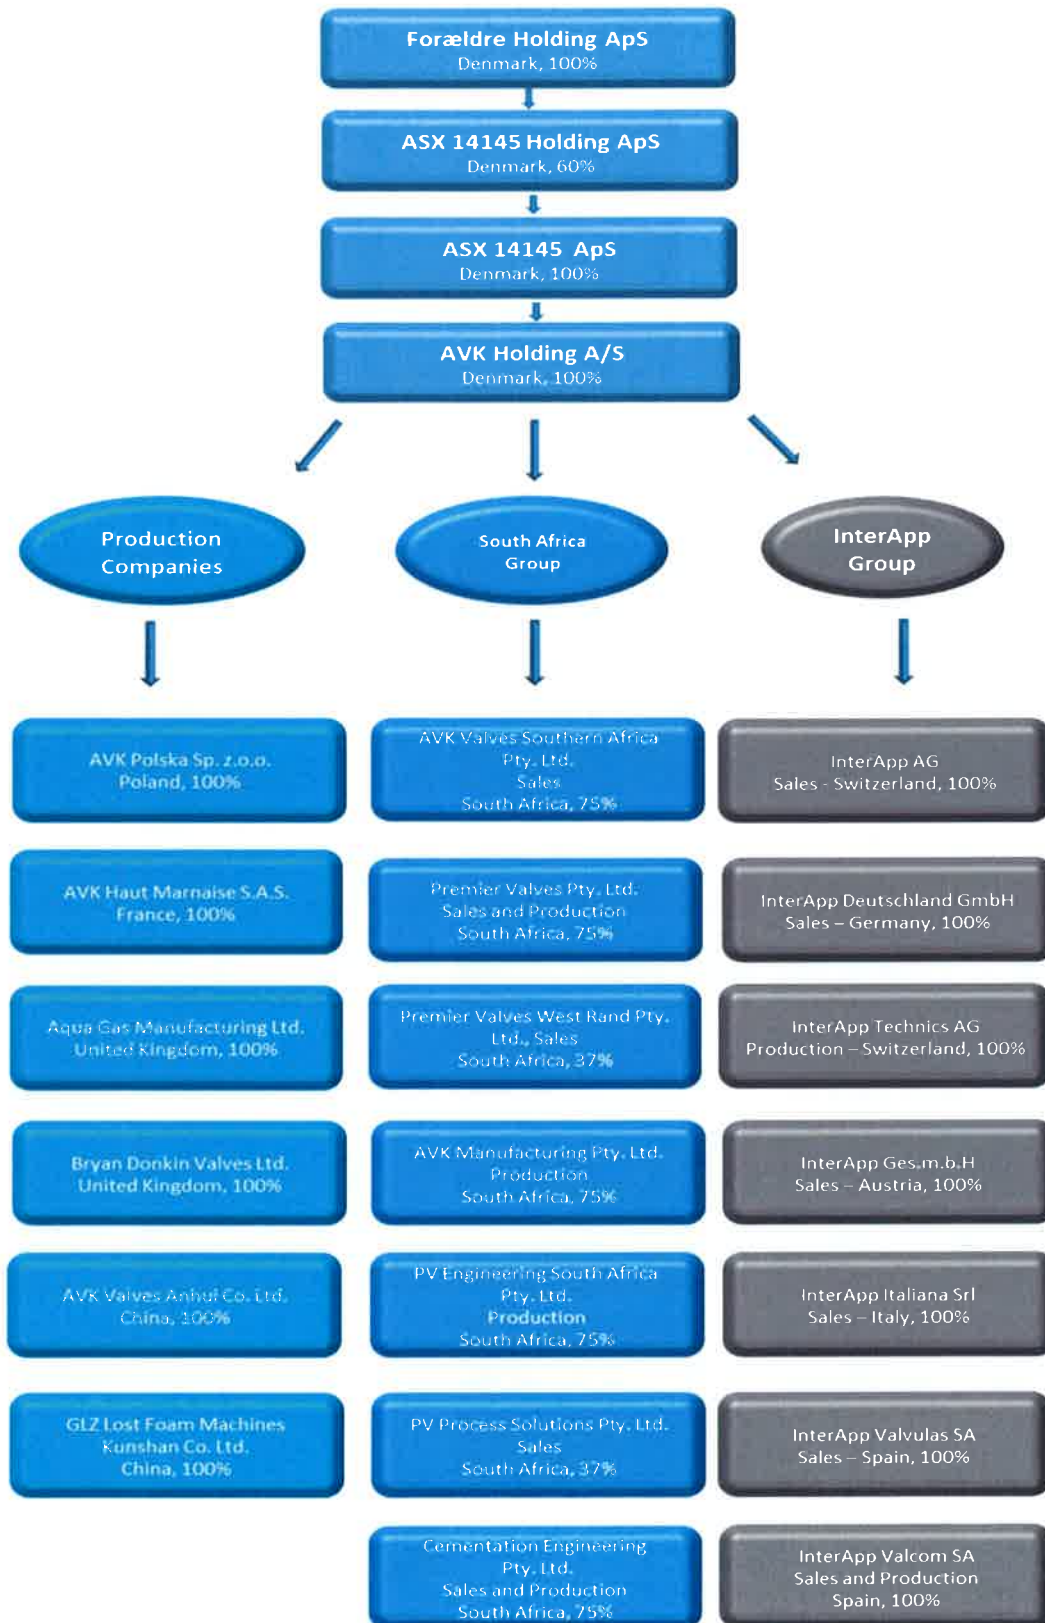 Forældre Holding ApS
Denmark, 100%
ASX 14145 Holding ApS
Denmark, 60%
ASX 14145 ApS
Denmark, 100%
AVK Holding A/S
Denmark, 100%
Production
Companies
South Africa
Group
InterApp
Group
AVK Polska Sp. z.o.o.
Poland, 100%
AVK Haut Marnaise S.A.S.
France, 100%
Aqua Gas Manufacturing Ltd.
United Kingdom, 100%
Bryan Donkin Valves Ltd.
United Kingdom, 100%
AVK Valves Anhui Co. Ltd.
China, 100%
GLZ Lost Foam Machines
Kunshan Co. Ltd.
China, 100%
AVK Valves Southern Africa
Pty. Ltd.
Sales
South Africa, 75%
Premier Valves Pty. Ltd.
Sales and Production
South Africa, 75%
Premier Valves West Rand Pty.
Ltd., Sales
South Africa, 37%
AVK Manufacturing Pty. Ltd.
Production
South Africa, 75%
PV Engineering South Africa
Pty. Ltd.
Production
South Africa, 75%
PV Process Solutions Pty. Ltd.
Sales
South Africa, 37%
Cementation Engineering
Pty. Ltd.
Sales and Production
South Africa, 75%
InterApp AG
Sales - Switzerland, 100%
InterApp Deutschland GmbH
Sales – Germany, 100%
InterApp Technics AG
Production – Switzerland, 100%
InterApp Ges.m.b.H
Sales – Austria, 100%
InterApp Italiana Srl
Sales – Italy, 100%
InterApp Valvulas SA
Sales – Spain, 100%
InterApp Valcom SA
Sales and Production
Spain, 100%